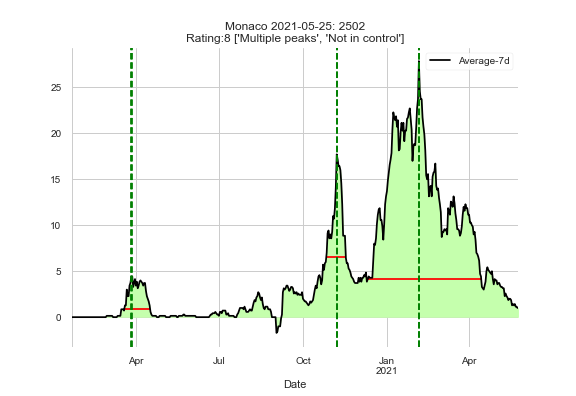 Monaco 2021-05-25: 2502
Rating:8 ['Multiple peaks', 'Not in control']
Average-7d
25
20
15
10
5
0
Apr Jul Oct Jan Apr
2021
Date